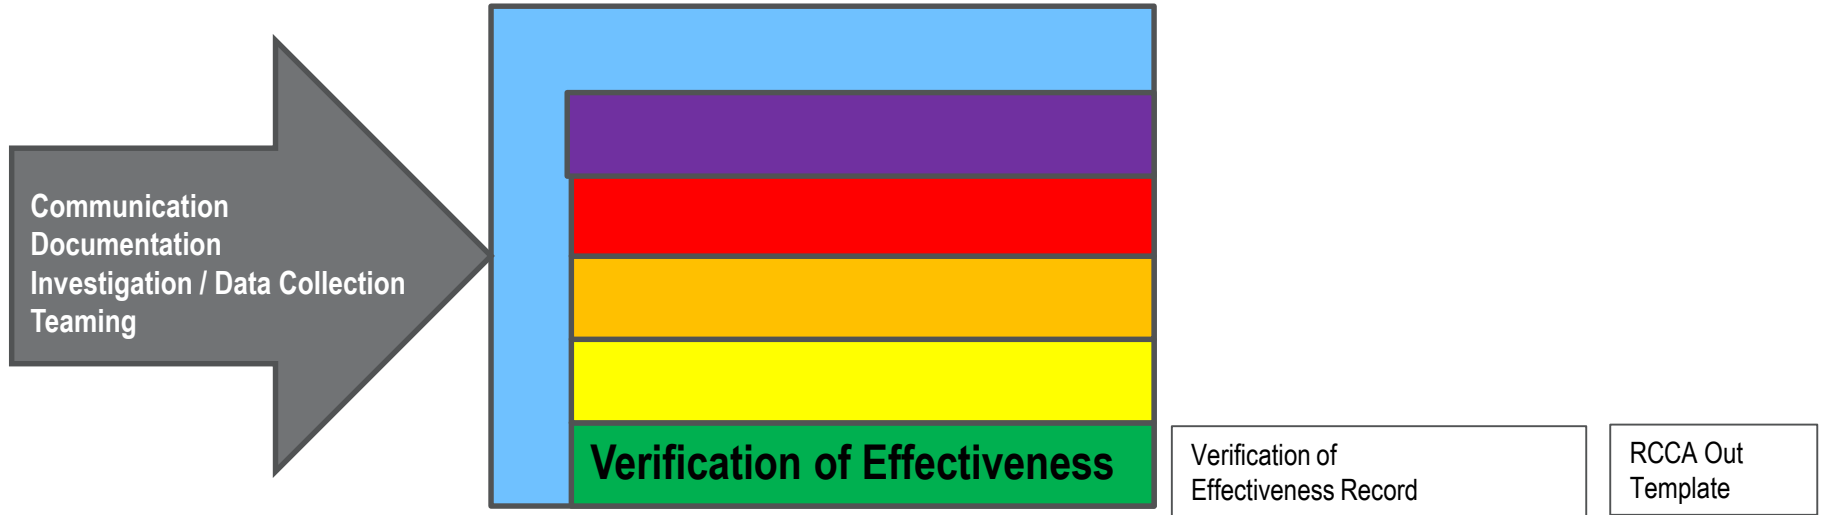 Communication
Documentation
Investigation / Data Collection
Teaming
Verification of Effectiveness
Verification of
Effectiveness Record
RCCA Out
Template